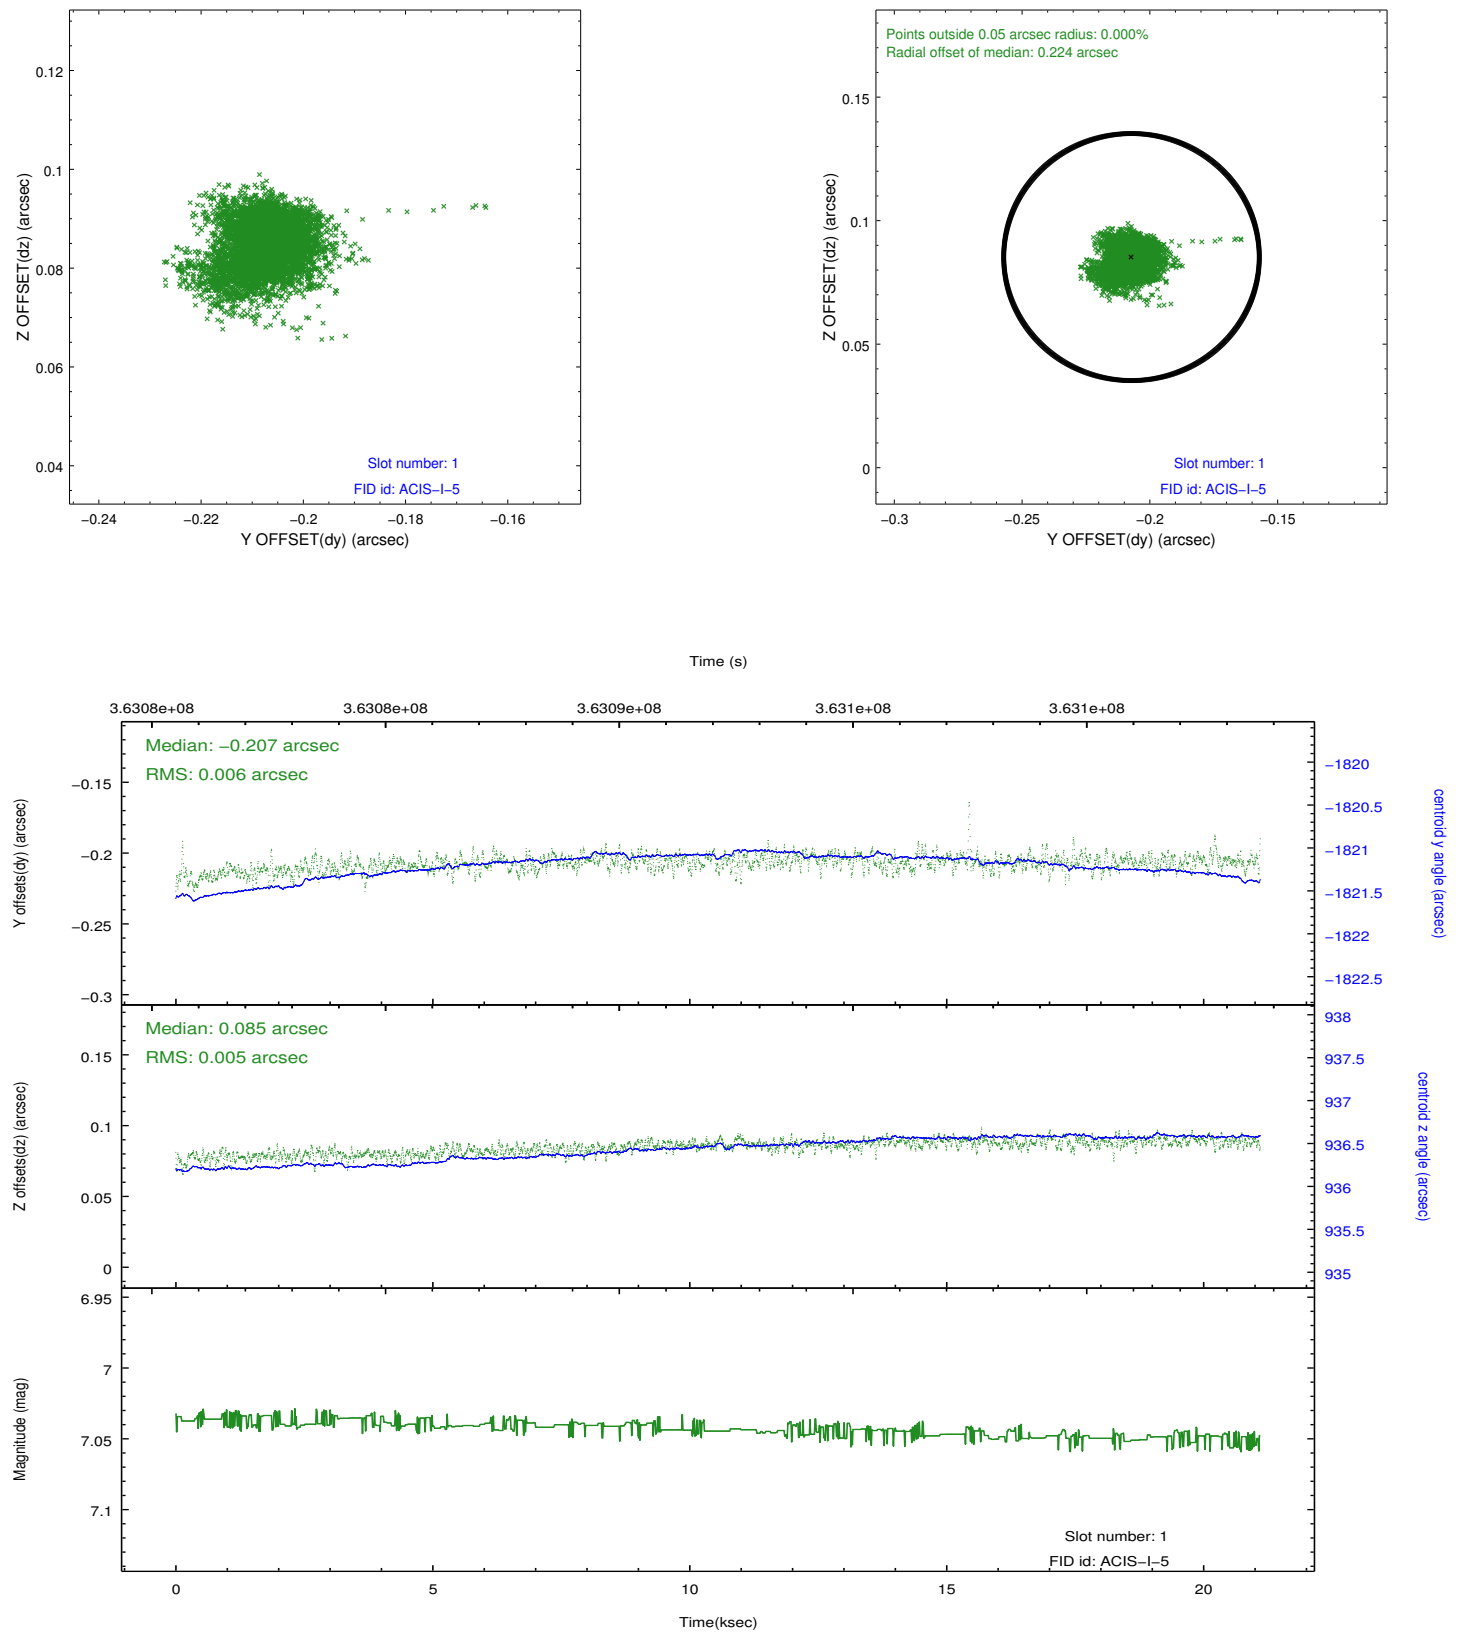 0.12
0.1
0.08
0.06
0.04
Z OFFSET(dz) (arcsec)
Slot number: 1
FID id: ACIS−I−5
−0.24 −0.22 −0.2 −0.18 −0.16
Y OFFSET(dy) (arcsec)
Points outside 0.05 arcsec radius: 0.000%
Radial offset of median: 0.224 arcsec
0.15
0.1
0.05
0
Z OFFSET(dz) (arcsec)
Slot number: 1
FID id: ACIS−I−5
−0.3 −0.25 −0.2 −0.15
Y OFFSET(dy) (arcsec)
Time (s)
3.6308e+08 3.6308e+08 3.6309e+08 3.631e+08 3.631e+08
Median: −0.207 arcsec
RMS: 0.006 arcsec
−0.15
−0.2
−0.25
−0.3
Y offsets(dy) (arcsec)
−1820
−1820.5
−1821
−1821.5
−1822
−1822.5
centroid y angle (arcsec)
Median: 0.085 arcsec
RMS: 0.005 arcsec
0.15
0.1
0.05
0
Z offsets(dz) (arcsec)
938
937.5
937
936.5
936
935.5
935
centroid z angle (arcsec)
6.95
7
7.05
7.1
Magnitude (mag)
Slot number: 1
FID id: ACIS−I−5
0 5 10 15 20
Time(ksec)